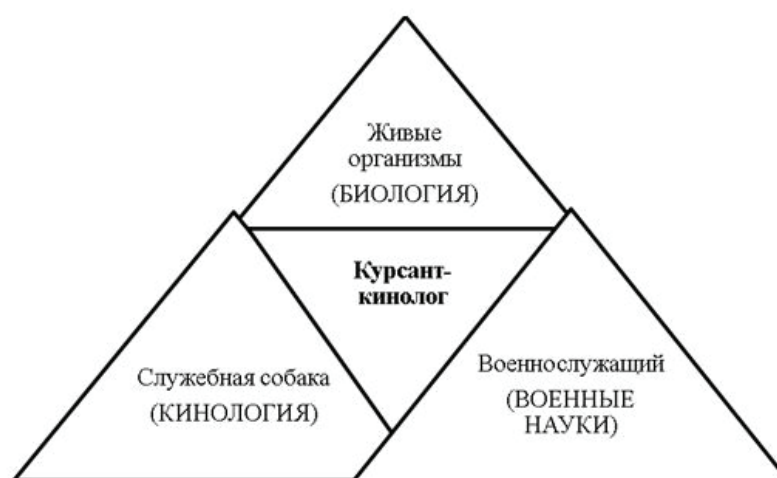 Живые
организмы
(БИОЛОГИЯ)
Курсант-
кинолог
Служебная собака
(КИНОЛОГИЯ)
Военнослужащий
(ВОЕННЫЕ
НАУКИ)